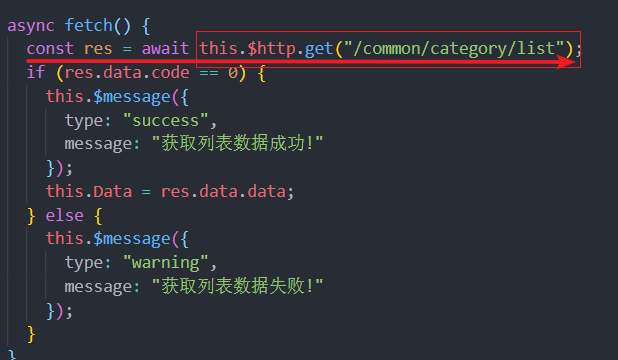 async fetch() {
const res = await this.$http.get("/common/category/list");
if (res.data.code == 0) {
this.$message({
type: "success",
message: "获取列表数据成功!"
});
this.Data = res.data.data;
} else {
this.$message({
type: "warning",
message: "获取列表数据失败!"
});
}
}